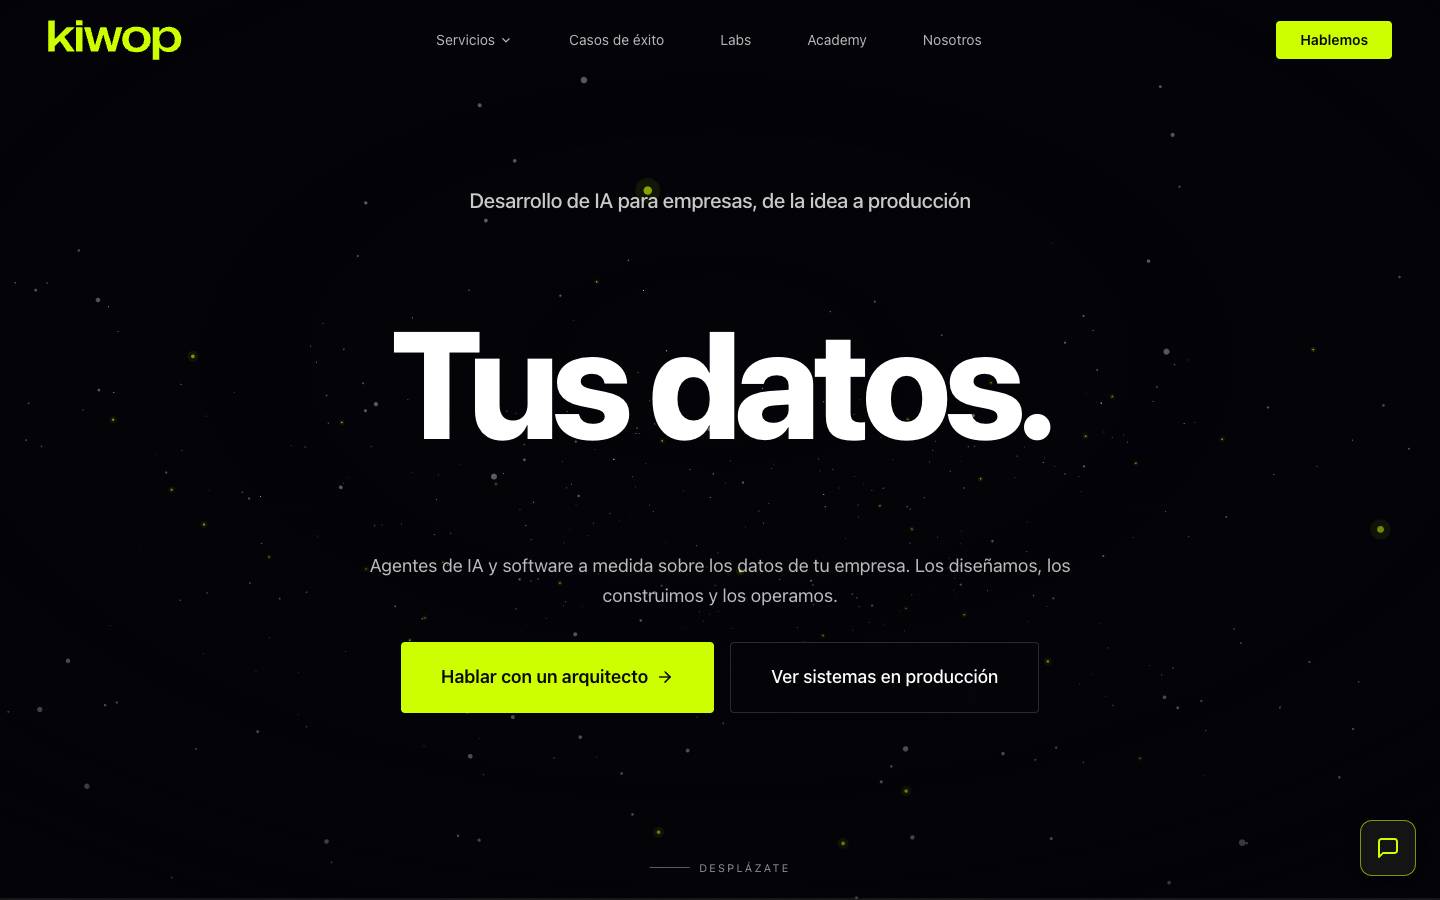 kiwop
Servicios
Casos de éxito
Labs
Academy
Nosotros
Hablemos
Desarrollo de IA para empresas, de la idea a producción
Tus datos.
Agentes de IA y software a medida sobre los datos de tu empresa. Los diseñamos, los
construimos y los operamos.
Hablar con un arquitecto →
Ver sistemas en producción
DESPLÁZATE